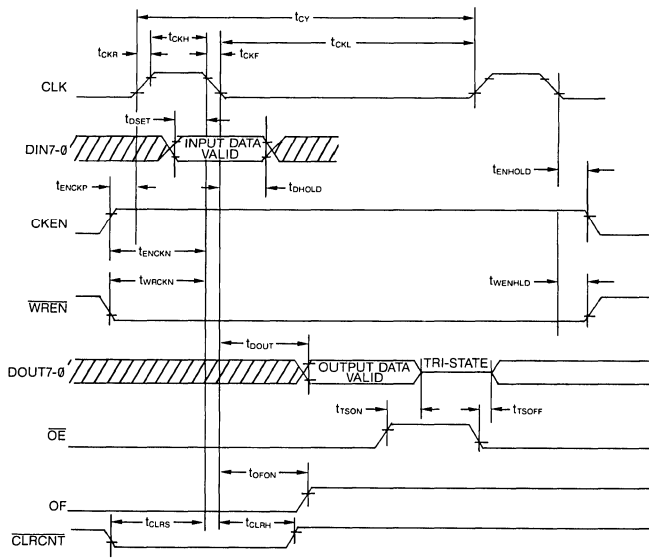 tCY
tCKH
tCKR
tCKF
tCKL
CLK
tDSET
DIN7-0
INPUT DATA
VALID
tENHOLD
tENCKP
tDHOLD
CKEN
tENCKN
tWRCKN
tWENHLD
WREN
tDOUT
DOUT7-0
OUTPUT DATA
VALID
TRI-STATE
tTSON
tTSOFF
OE
tOFON
OF
tCLRS
tCLRH
CLRCNT